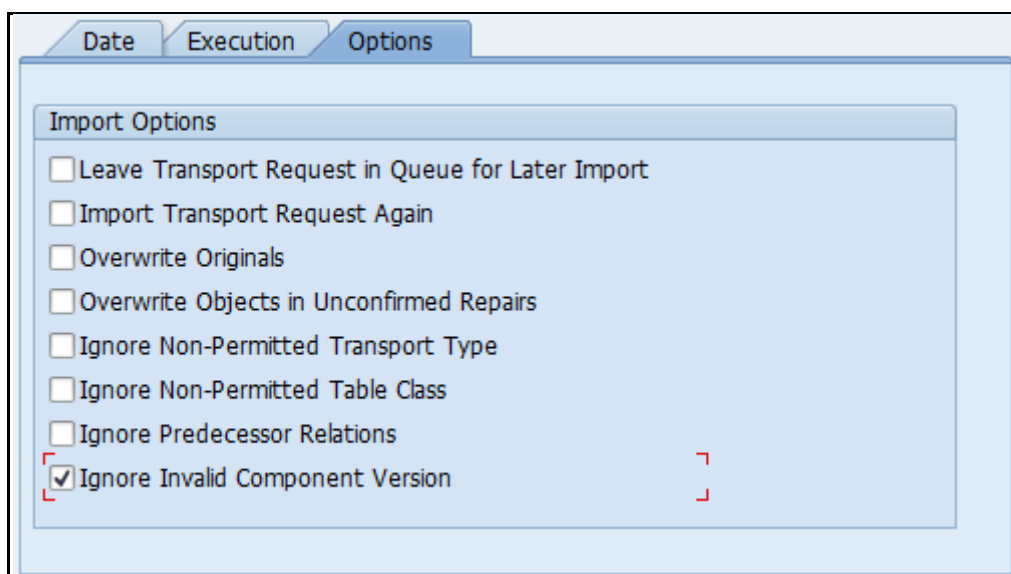 Date Execution Options
Import Options
Leave Transport Request in Queue for Later Import
Import Transport Request Again
Overwrite Originals
Overwrite Objects in Unconfirmed Repairs
Ignore Non-Permitted Transport Type
Ignore Non-Permitted Table Class
Ignore Predecessor Relations
Ignore Invalid Component Version